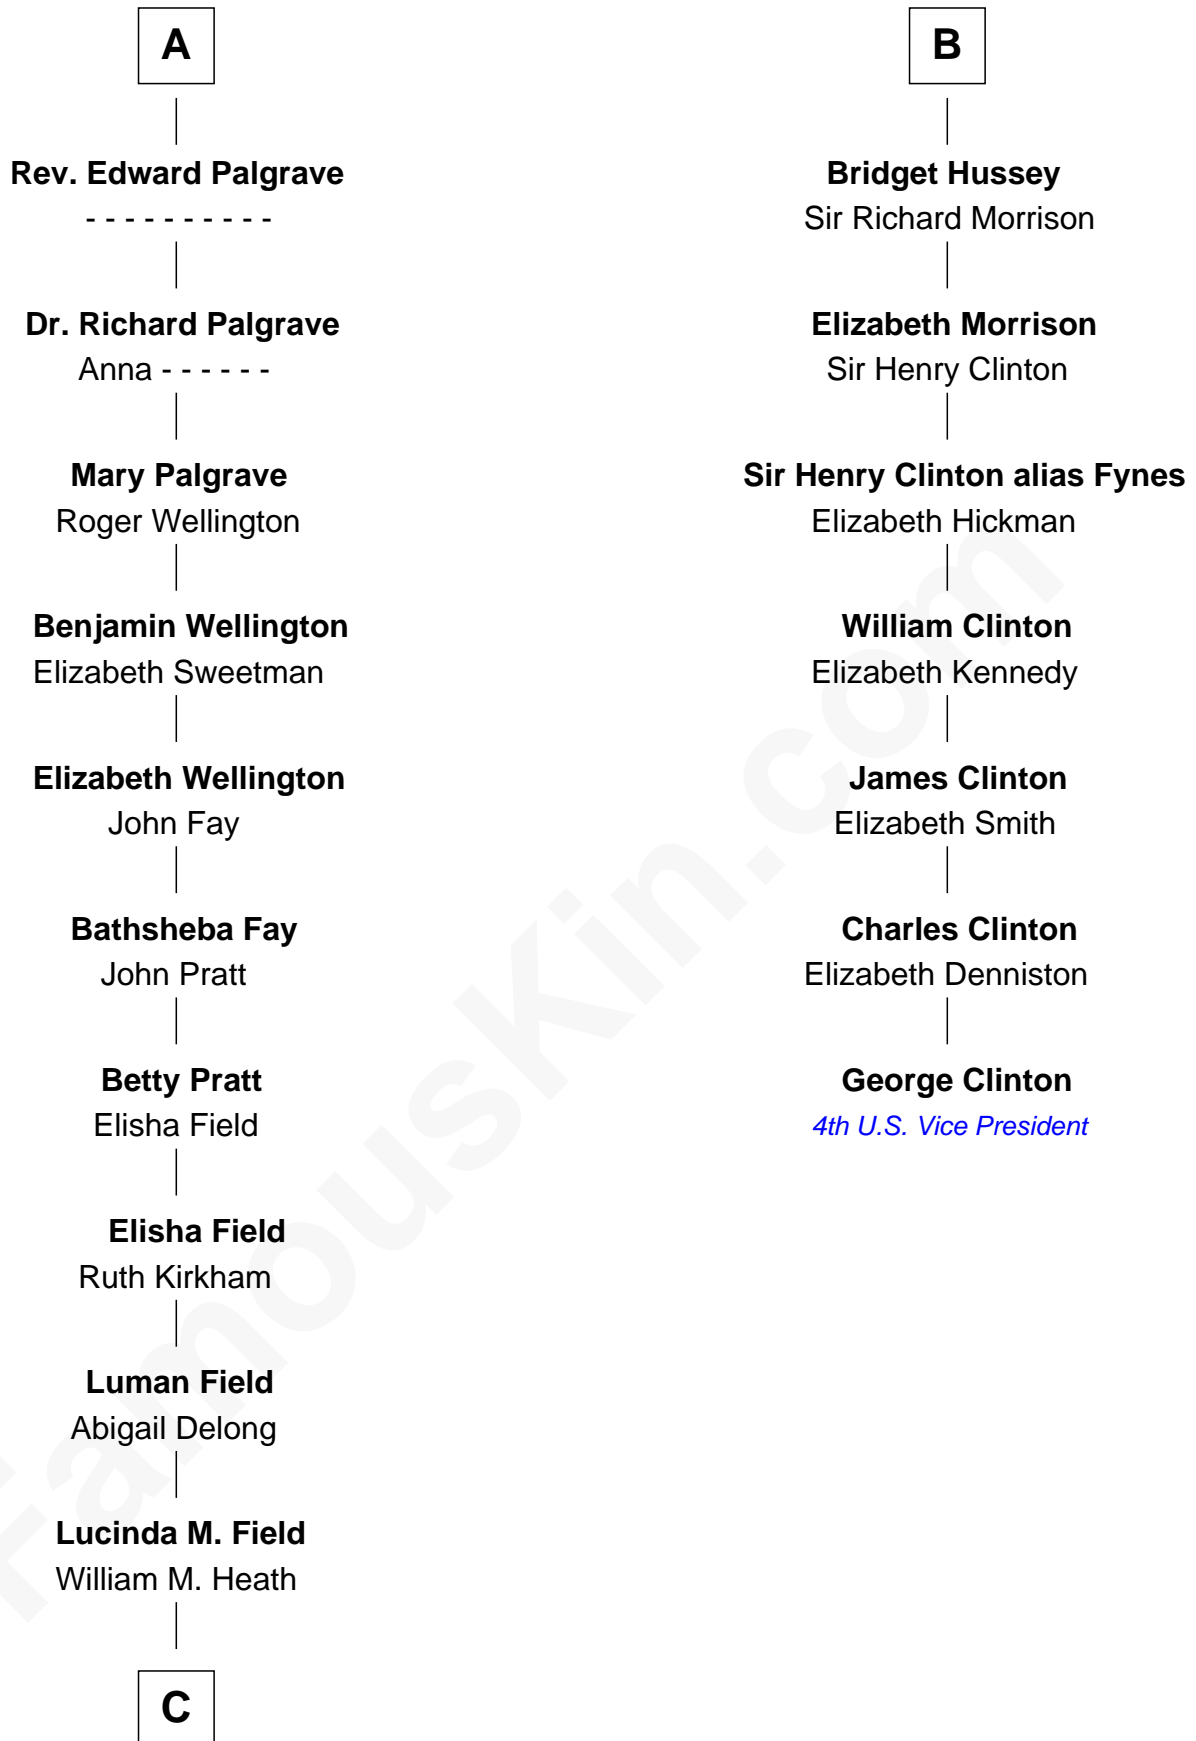 A
Rev. Edward Palgrave
- - - - - - - - - -
Dr. Richard Palgrave
Anna - - - - - -
Mary Palgrave
Roger Wellington
Benjamin Wellington
Elizabeth Sweetman
Elizabeth Wellington
John Fay
Bathsheba Fay
John Pratt
Betty Pratt
Elisha Field
Elisha Field
Ruth Kirkham
Luman Field
Abigail Delong
Lucinda M. Field
William M. Heath
C
B
Bridget Hussey
Sir Richard Morrison
Elizabeth Morrison
Sir Henry Clinton
Sir Henry Clinton alias Fynes
Elizabeth Hickman
William Clinton
Elizabeth Kennedy
James Clinton
Elizabeth Smith
Charles Clinton
Elizabeth Denniston
George Clinton
4th U.S. Vice President
FamousKin.com